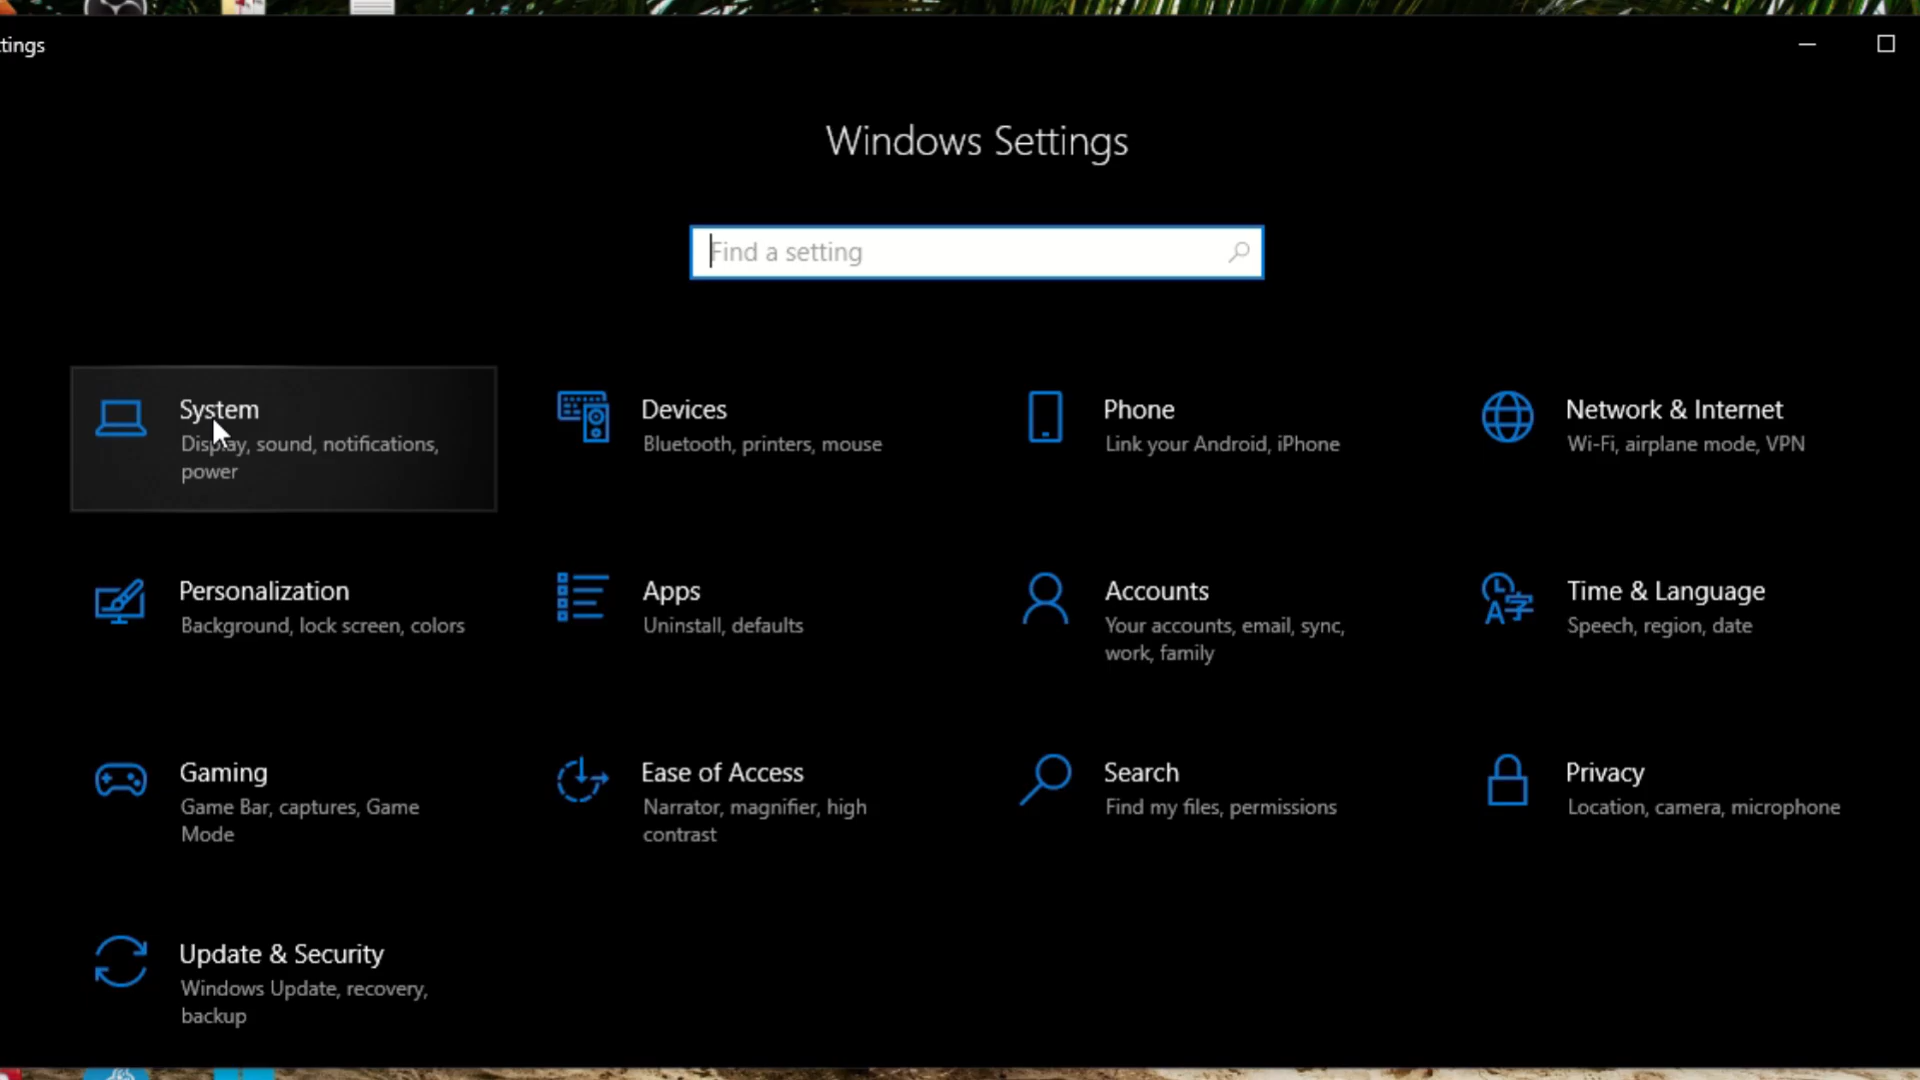 tings
Windows Settings
Find a setting
System
Display, sound, notifications,
power
Devices
Bluetooth, printers, mouse
Phone
Link your Android, iPhone
Network & Internet
Wi-Fi, airplane mode, VPN
Personalization
Background, lock screen, colors
Apps
Uninstall, defaults
Accounts
Your accounts, email, sync,
work, family
Time & Language
Speech, region, date
Gaming
Game Bar, captures, Game
Mode
Ease of Access
Narrator, magnifier, high
contrast
Search
Find my files, permissions
Privacy
Location, camera, microphone
Update & Security
Windows Update, recovery,
backup